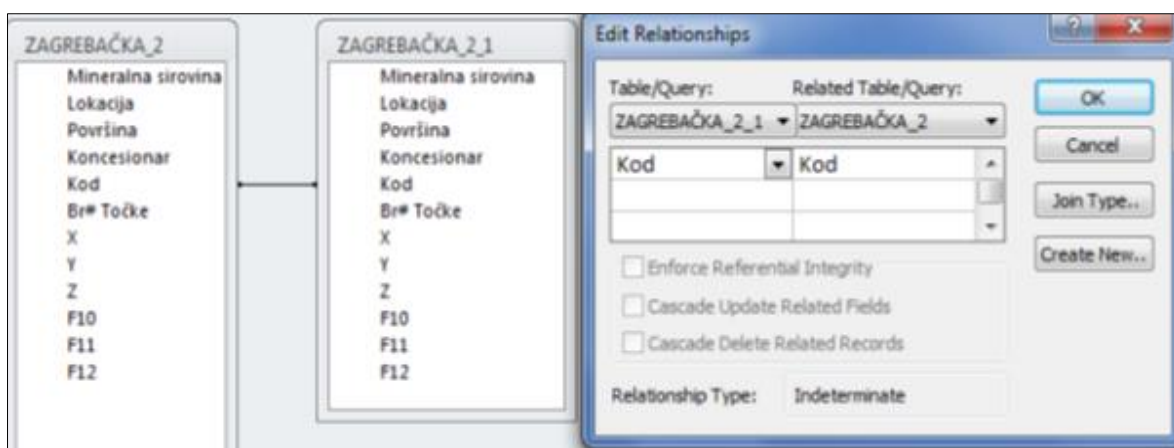 ZAGREBAČKA_2
Mineralna sirovina
Lokacija
Površina
Koncesionar
Kod
Br# Točke
X
Y
Z
F10
F11
F12
ZAGREBAČKA_2_1
Mineralna sirovina
Lokacija
Površina
Koncesionar
Kod
Br# Točke
X
Y
Z
F10
F11
F12
Edit Relationships
Table/Query: Related Table/Query:
ZAGREBAČKA_2_1 ZAGREBAČKA_2
Kod Kod
Enforce Referential Integrity
Cascade Update Related Fields
Cascade Delete Related Records
Relationship Type: Indeterminate
OK
Cancel
Join Type..
Create New..